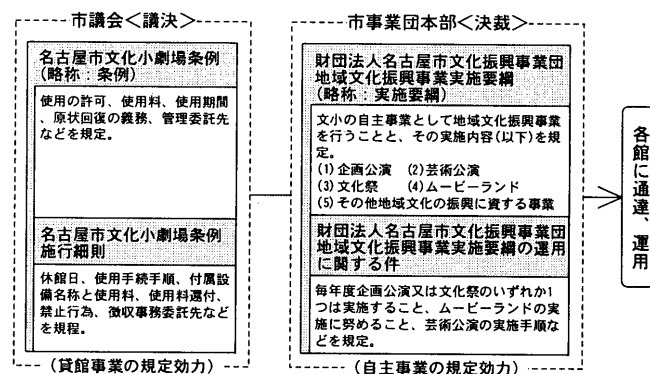 市議会<議決>
名古屋市文化小劇場条例
(略称:条例)
使用の許可、使用料、使用期間
、原状回復の義務、管理委託先
などを規定。
名古屋市文化小劇場条例
施行細則
休館日、使用手続手順、付属設
備名称と使用料、使用料還付、
禁止行為、徴収事務委託先など
を規程。
(貸館事業の規定効力)
市事業団本部<決裁>
財団法人名古屋市文化振興事業団
地域文化振興事業実施要綱
(略称:実施要綱)
文小の自主事業として地域文化振興事業
を行うことと、その実施内容(以下)を規
定。
(1) 企画公演 (2) 芸術公演
(3) 文化祭 (4) ムービーランド
(5) その他地域文化の振興に資する事業
財団法人名古屋市文化振興事業団
地域文化振興事業実施要綱の運用
に関する件
毎年度企画公演又は文化祭のいずれか1
つは実施すること、ムービーランドの実
施に努めること、芸術公演の実施手順な
どを規定。
(自主事業の規定効力)
各館に通達、運用